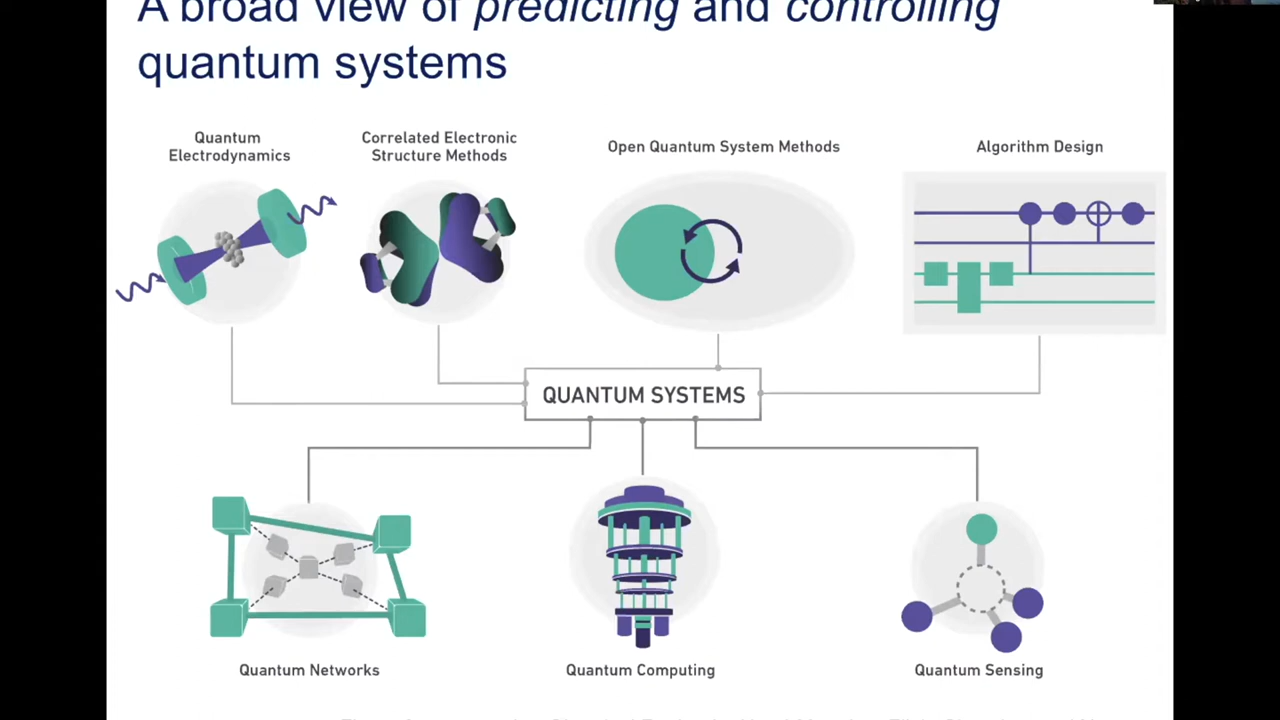 A broad view of predicting and controlling
quantum systems
Quantum
Electrodynamics
Correlated Electronic
Structure Methods
Open Quantum System Methods
Algorithm Design
QUANTUM SYSTEMS
Quantum Networks
Quantum Computing
Quantum Sensing